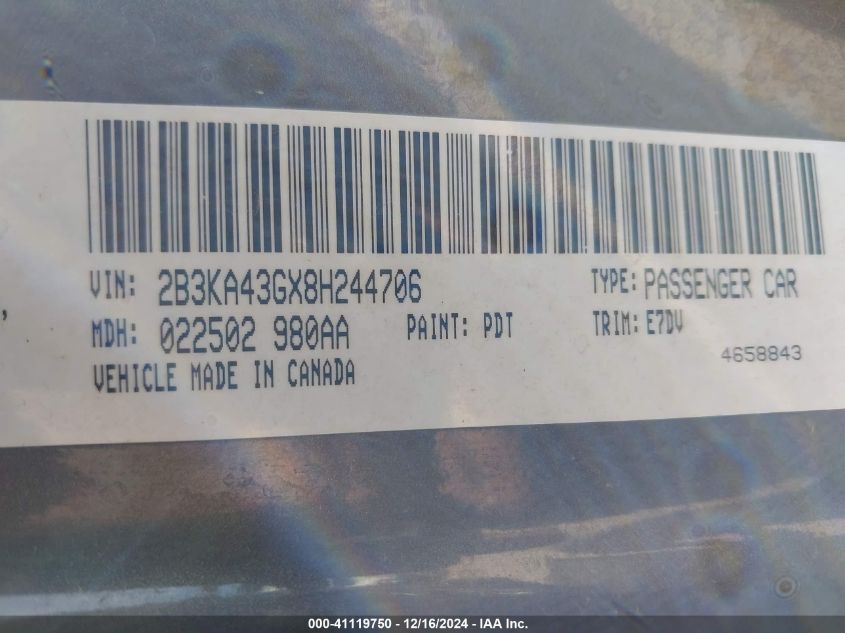 VIN: 2B3KA43GX8H244706 TYPE: PASSENGER CAR
MDH: 022502 980AA PAINT: PDT TRIM: E7DV
4658843
VEHICLE MADE IN CANADA
000-41119750 - 12/16/2024 - IAA Inc.